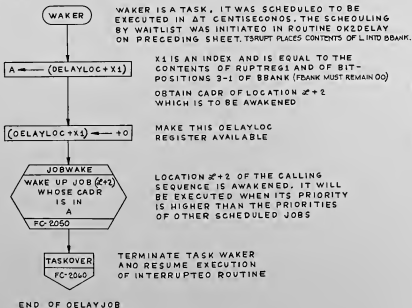 WAKER
WAKER IS A TASK, IT WAS SCHEDULED TO BE
EXECUTED IN ΔT CENTISECONDS. THE SCHEOULING
BY WAITLIST WAS INITIATED IN ROUTINE OK2DELAY
ON PRECEDING SHEET. TSRUPT PLACES CONTENTS OF L INTO BBANK.
A ← (DELAYLOC + X1)
X1 IS AN INDEX AND IS EQUAL TO THE
CONTENTS OF RUPTREG1 AND OF BIT-
POSITIONS 3-1 OF BBANK (FBANK MUST REMAIN 00)
OBTAIN CADR OF LOCATION ℒ+2
WHICH IS TO BE AWAKENED
(DELAYLOC+X1) ← +0
MAKE THIS DELAYLOC
REGISTER AVAILABLE
JOBWAKE
WAKE UP JOB (ℒ+2)
WHOSE CADR
IS IN
A
FC-2050
LOCATION ℒ+2 OF THE CALLING
SEQUENCE IS AWAKENED. IT WILL
BE EXECUTED WHEN ITS PRIORITY
IS HIGHER THAN THE PRIORITIES
OF OTHER SCHEDULED JOBS
TASKOVER
FC-2060
TERMINATE TASK WAKER
AND RESUME EXECUTION
OF INTERRUPTED ROUTINE
END OF DELAYJOB